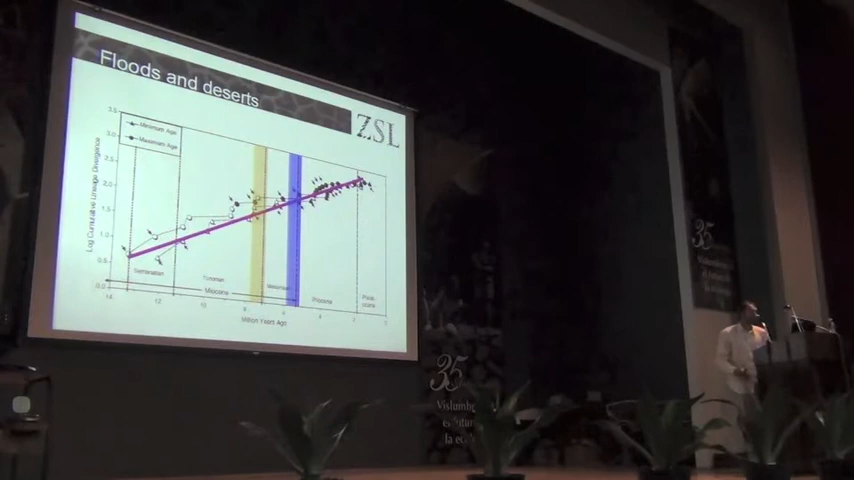 Floods and deserts
ZSL
Minimum Age
Maximum Age
Log Cumulative Lineage Divergence
3.5
3.0
2.5
2.0
1.5
1.0
0.5
0.0
Serravalian
Tortonian
Messinian
Miocene
Pliocene
14
12
10
8
6
4
2
0
Million Years Ago
35
35